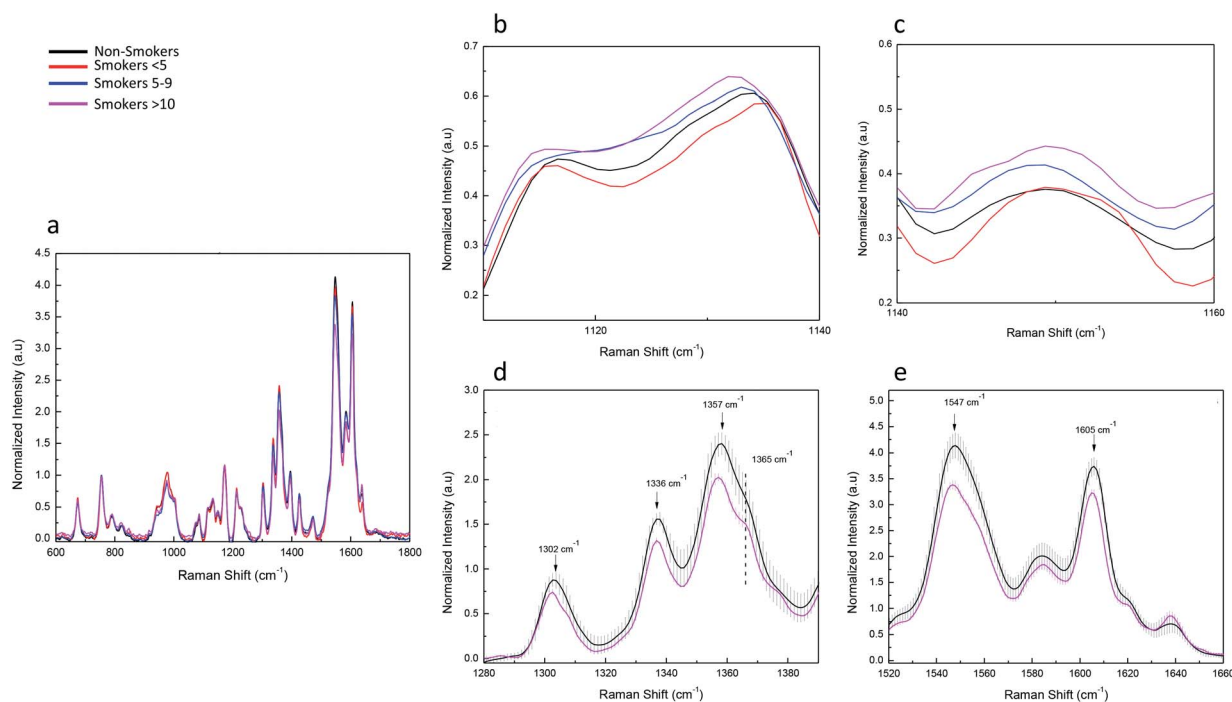 Non-Smokers
Smokers <5
Smokers 5-9
Smokers >10
a
Normalized Intensity (a.u)
4.5
4.0
3.5
3.0
2.5
2.0
1.5
1.0
0.5
0.0
600 800 1000 1200 1400 1600 1800
Raman Shift (cm⁻¹)
b
Normalized Intensity (a.u)
0.7
0.6
0.5
0.4
0.3
0.2
1120 1140
Raman Shift (cm⁻¹)
c
Normalized Intensity (a.u)
0.6
0.5
0.4
0.3
0.2
1140 1160
Raman Shift (cm⁻¹)
d
Normalized Intensity (a.u)
3.0
2.5
2.0
1.5
1.0
0.5
0.0
1302 cm⁻¹
1336 cm⁻¹
1357 cm⁻¹
1365 cm⁻¹
1280 1300 1320 1340 1360 1380
Raman Shift (cm⁻¹)
e
Normalized Intensity (a.u)
5.0
4.5
4.0
3.5
3.0
2.5
2.0
1.5
1.0
0.5
0.0
1547 cm⁻¹
1605 cm⁻¹
1520 1540 1560 1580 1600 1620 1640 1660
Raman Shift (cm⁻¹)